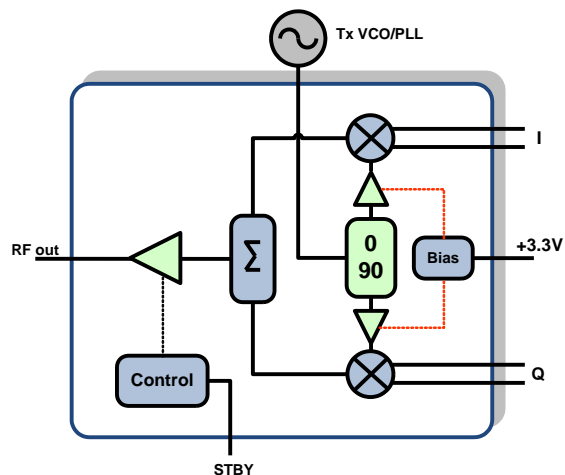 Tx VCO/PLL
I
RF out
Σ
0
90
Bias
+3.3V
Control
Q
STBY